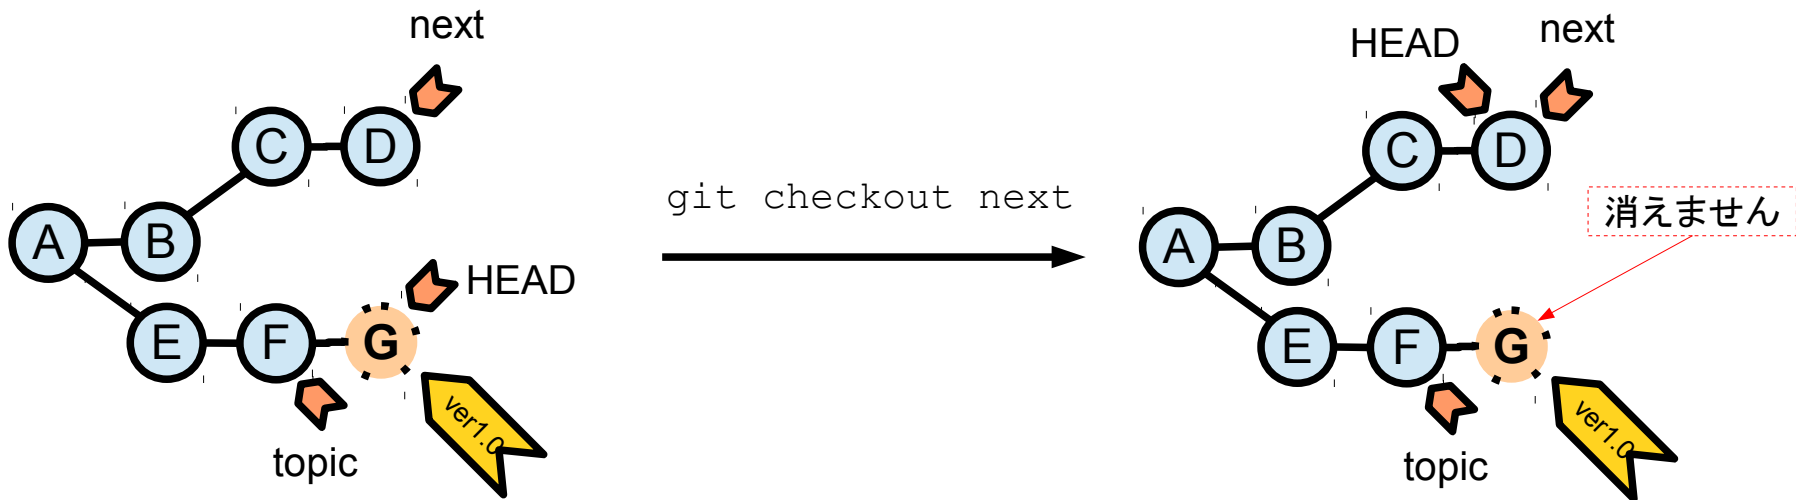 next
C D
A B
HEAD
E F G
topic
ver1.0
git checkout next
HEAD next
C D
消えません
A B
E F G
topic
ver1.0